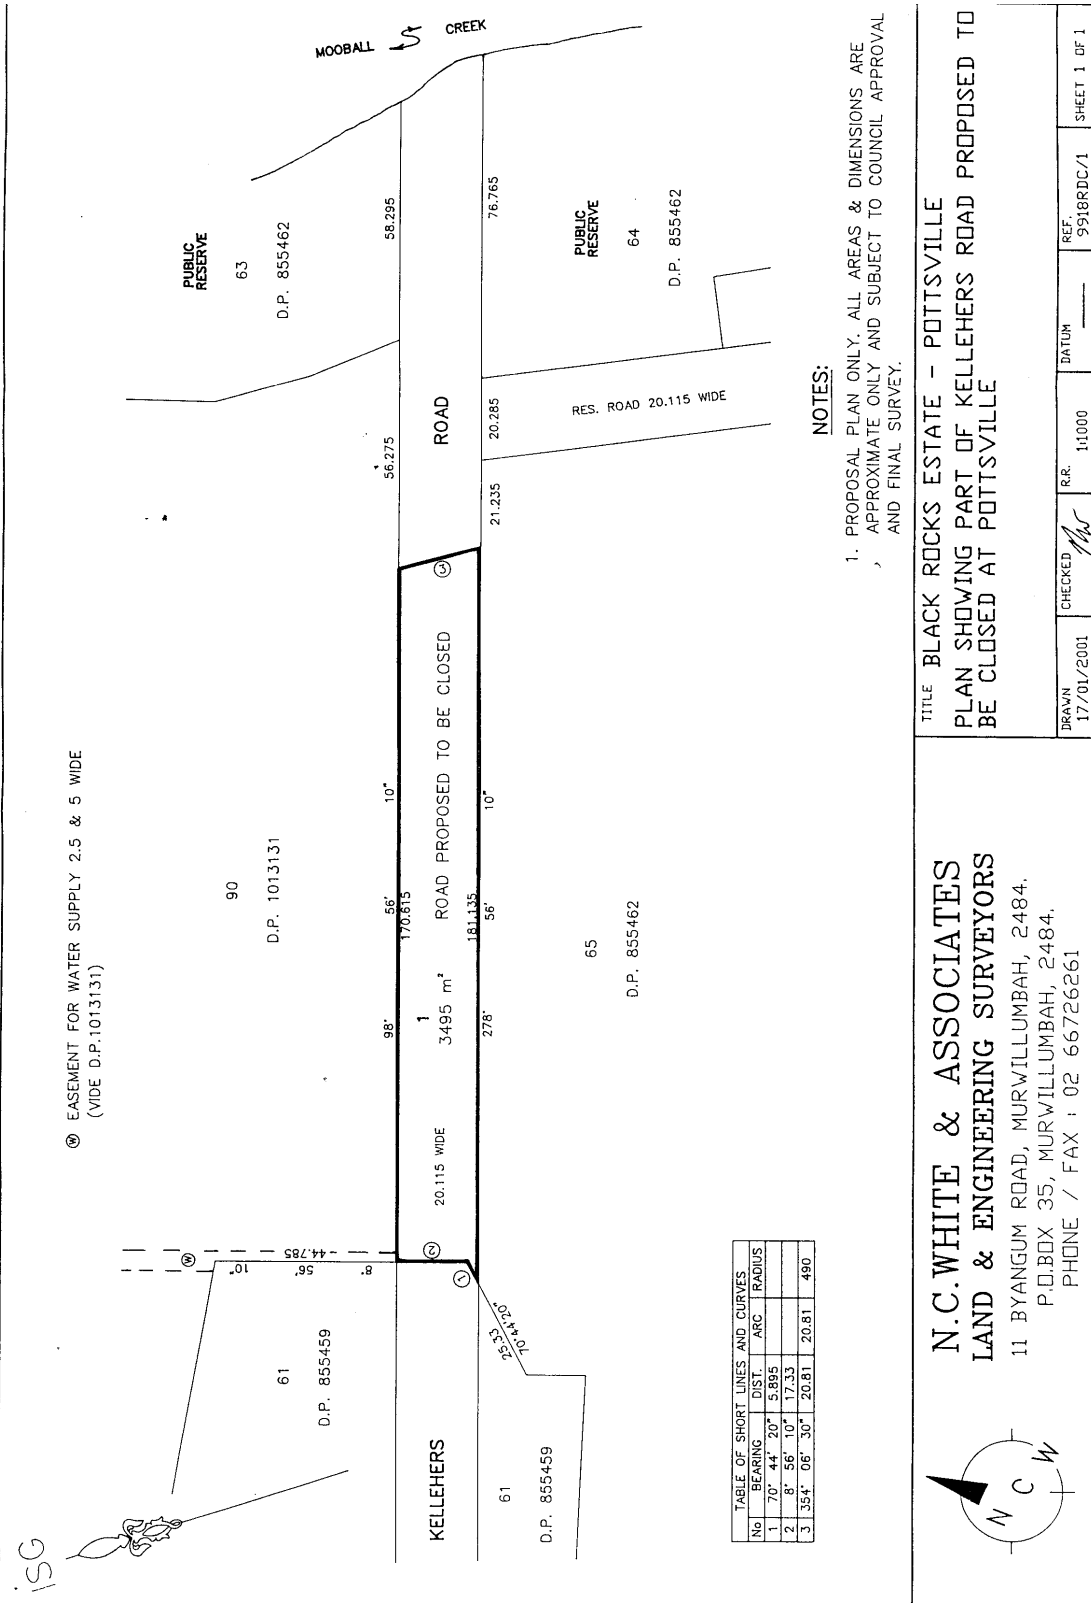 iSG
Ⓦ EASEMENT FOR WATER SUPPLY 2.5 & 5 WIDE
(VIDE D.P.1013131)
MOOBALL CREEK
PUBLIC
RESERVE
63
D.P. 855462
90
D.P. 1013131
61
D.P. 855459
Ⓦ
8° 56' 10"
44.785
98° 56' 10"
170.615
56.275
58.295
KELLEHERS
①
②
20.115 WIDE
1
3495 m²
ROAD PROPOSED TO BE CLOSED
③
ROAD
278° 56' 10"
181.135
21.235
20.285
76.765
25.33
70°44'20"
61
D.P. 855459
65
D.P. 855462
RES. ROAD 20.115 WIDE
PUBLIC
RESERVE
64
D.P. 855462
TABLE OF SHORT LINES AND CURVES
No BEARING DIST. ARC RADIUS
1 70° 44' 20" 5.895
2 8° 56' 10" 17.33
3 354° 06' 30" 20.81 20.81 490
NOTES:
1. PROPOSAL PLAN ONLY. ALL AREAS & DIMENSIONS ARE
APPROXIMATE ONLY AND SUBJECT TO COUNCIL APPROVAL
AND FINAL SURVEY.
N C W
N.C.WHITE & ASSOCIATES
LAND & ENGINEERING SURVEYORS
11 BYANGUM ROAD, MURWILLUMBAH, 2484.
P.O.BOX 35, MURWILLUMBAH, 2484.
PHONE / FAX : 02 66726261
TITLE BLACK ROCKS ESTATE - POTTSVILLE
PLAN SHOWING PART OF KELLEHERS ROAD PROPOSED TO
BE CLOSED AT POTTSVILLE
DRAWN 17/01/2001
CHECKED
R.R. 1:1000
DATUM
REF. 9918RDC/1
SHEET 1 OF 1